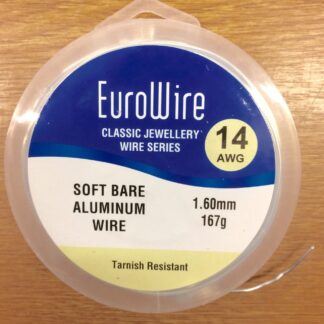 EuroWire
CLASSIC JEWELLERY
WIRE SERIES
14
AWG
SOFT BARE
ALUMINUM
WIRE
1.60mm
167g
Tarnish Resistant